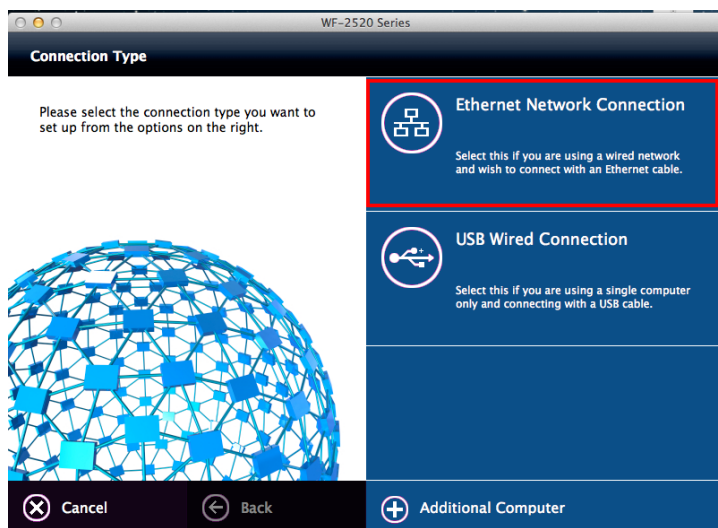 WF-2520 Series
Connection Type
Please select the connection type you want to
set up from the options on the right.
Ethernet Network Connection
Select this if you are using a wired network
and wish to connect with an Ethernet cable.
USB Wired Connection
Select this if you are using a single computer
only and connecting with a USB cable.
Cancel
Back
Additional Computer